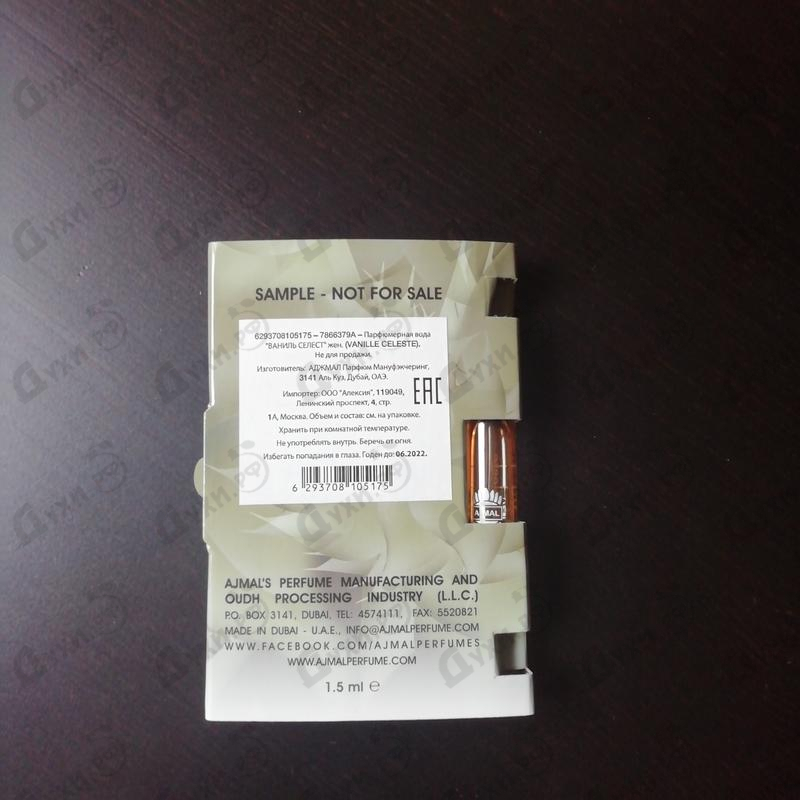 SAMPLE - NOT FOR SALE
6293708105175 – 7866379A – Парфюмерная вода
"ВАНИЛЬ СЕЛЕСТ" жен. (VANILLE CELESTE).
Не для продажи.
Изготовитель: АДЖМАЛ Парфюм Мануфэкчеринг,
3141 Аль Куз, Дубай, ОАЭ.
Импортер: ООО "Алексия", 119049,
Ленинский проспект, 4, стр.
1А, Москва. Объем и состав: см. на упаковке.
Хранить при комнатной температуре.
Не употреблять внутрь. Беречь от огня.
Избегать попадания в глаза. Годен до: 06.2022.
EAC
6 293708 105175
AJMAL
AJMAL'S PERFUME MANUFACTURING AND
OUDH PROCESSING INDUSTRY (L.L.C.)
P.O. BOX 3141, DUBAI, TEL: 4574111, FAX: 5520821
MADE IN DUBAI - U.A.E., INFO@AJMALPERFUME.COM
WWW.FACEBOOK.COM/AJMALPERFUMES
WWW.AJMALPERFUME.COM
1.5 ml ℮
Духи.РФ